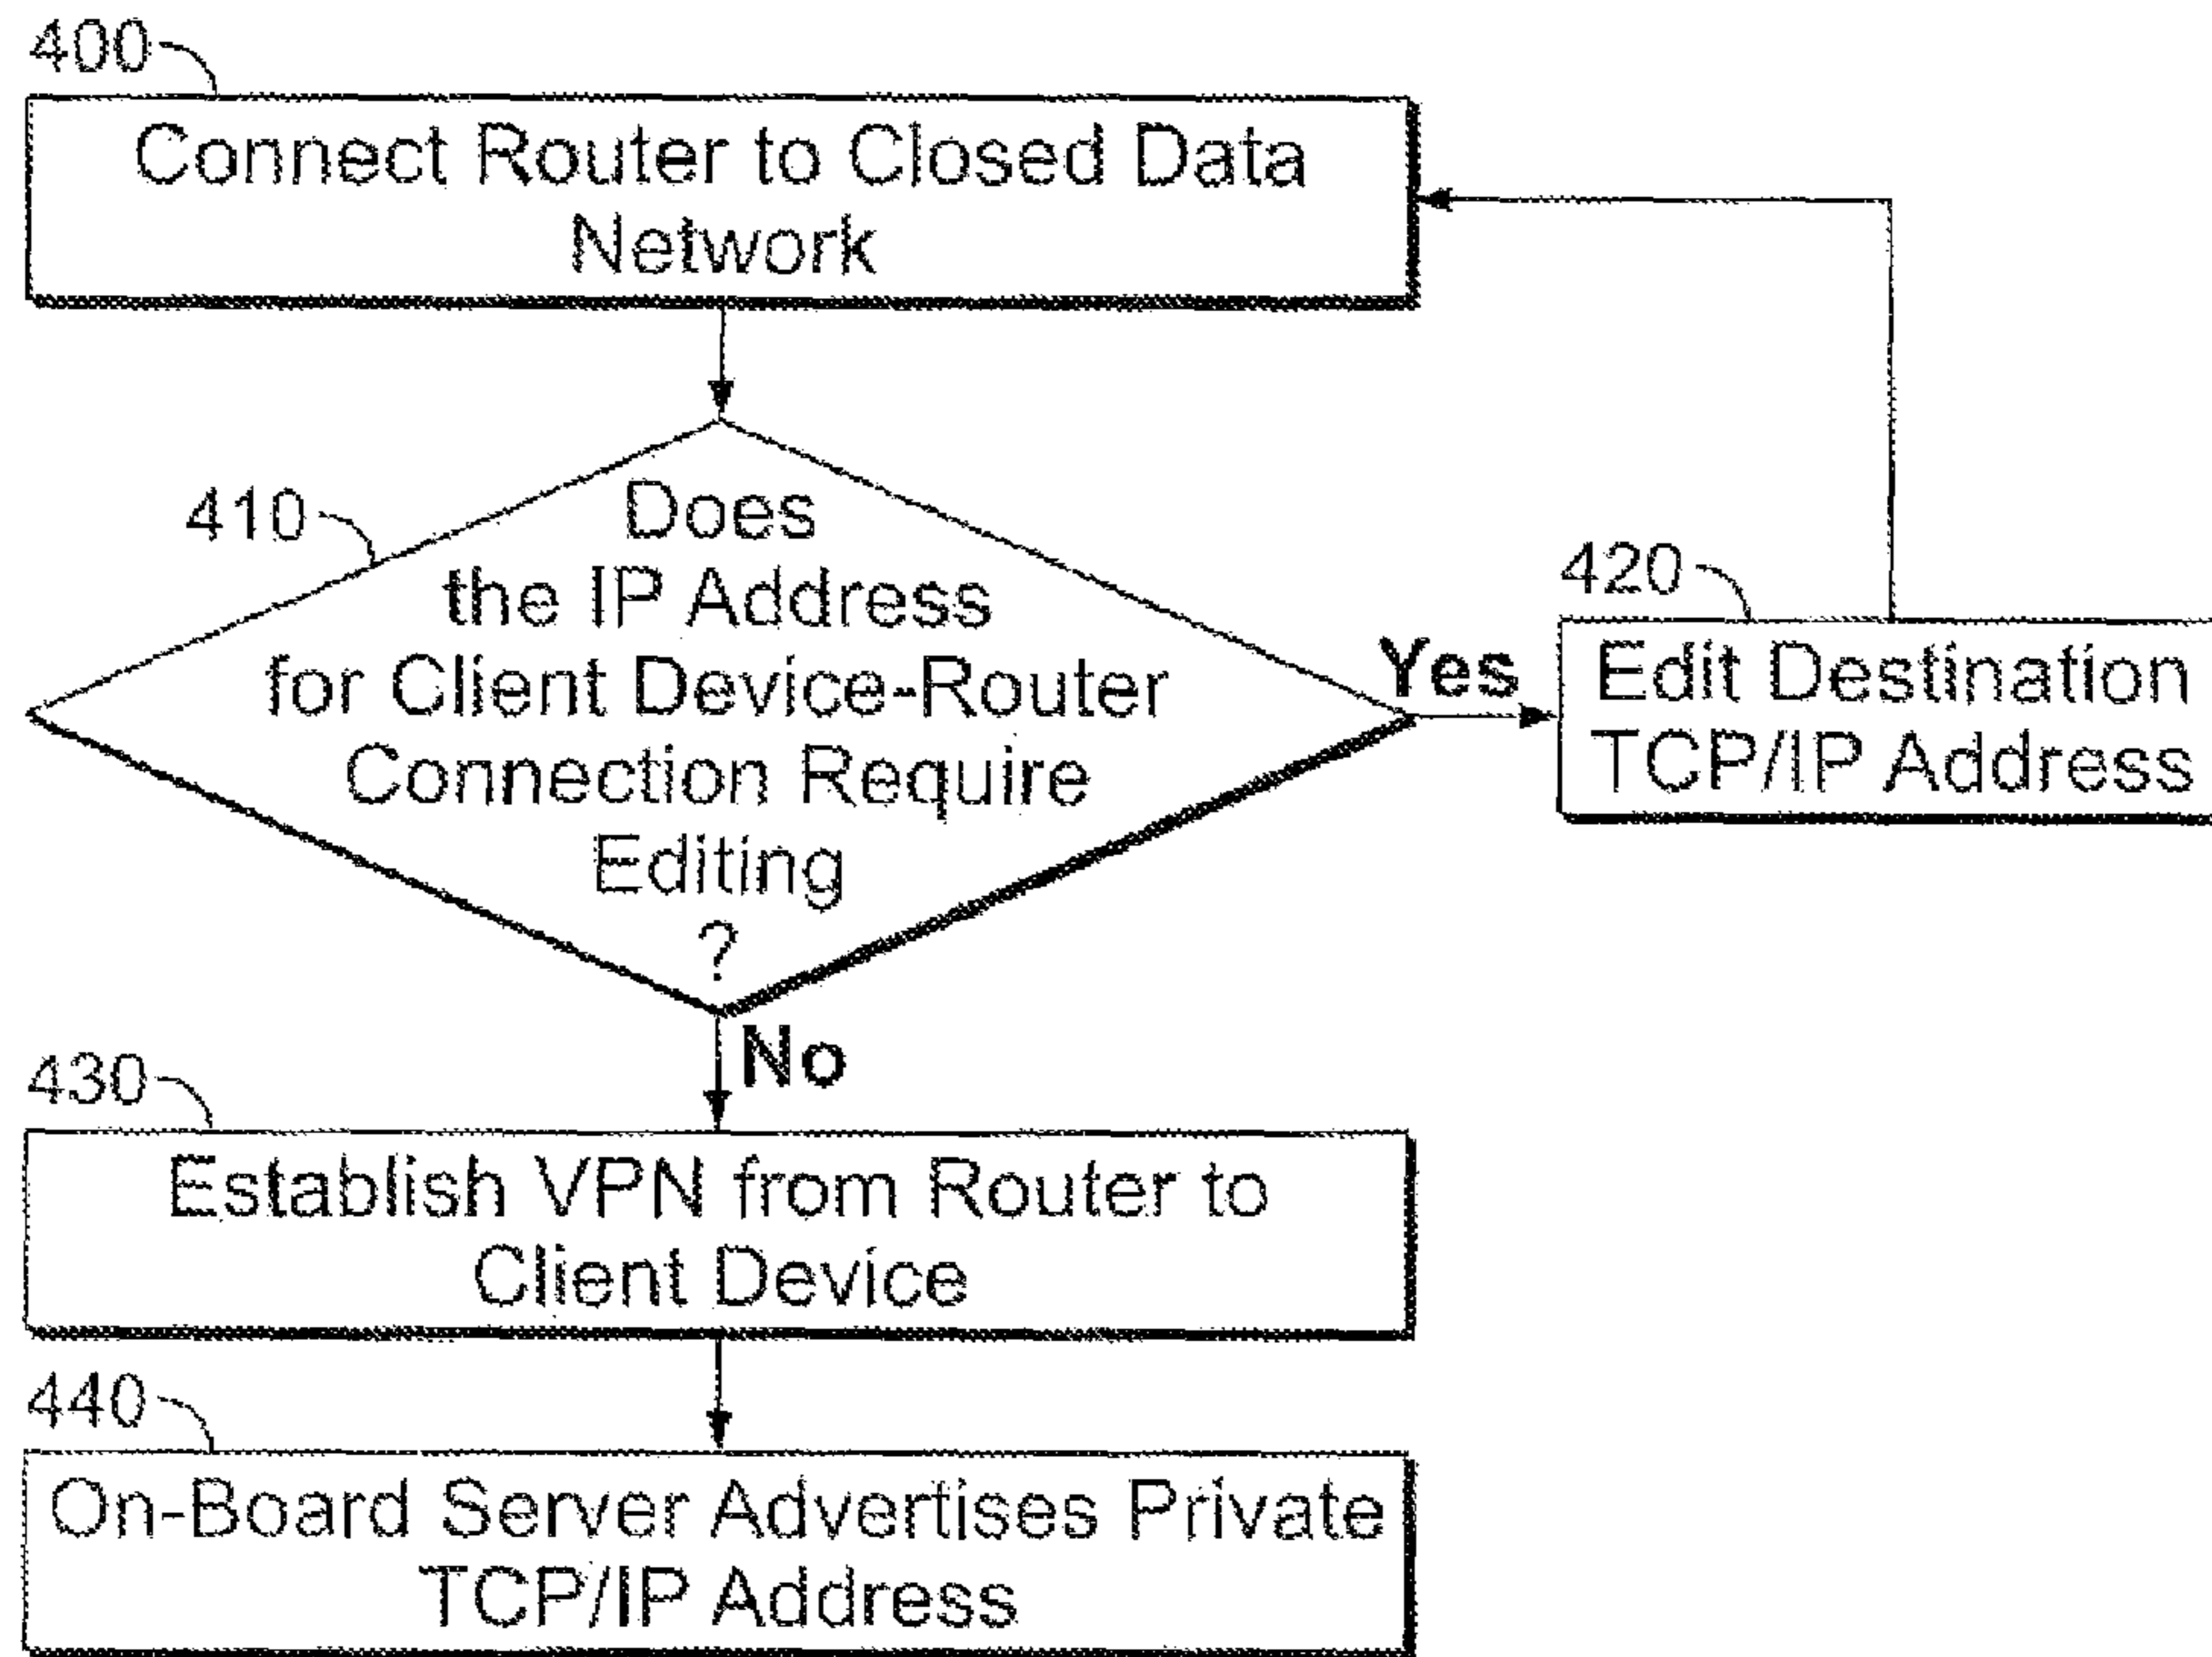 400
Connect Router to Closed Data
Network
410
Does
the IP Address
for Client Device-Router
Connection Require
Editing
?
Yes
420
Edit Destination
TCP/IP Address
No
430
Establish VPN from Router to
Client Device
440
On-Board Server Advertises Private
TCP/IP Address